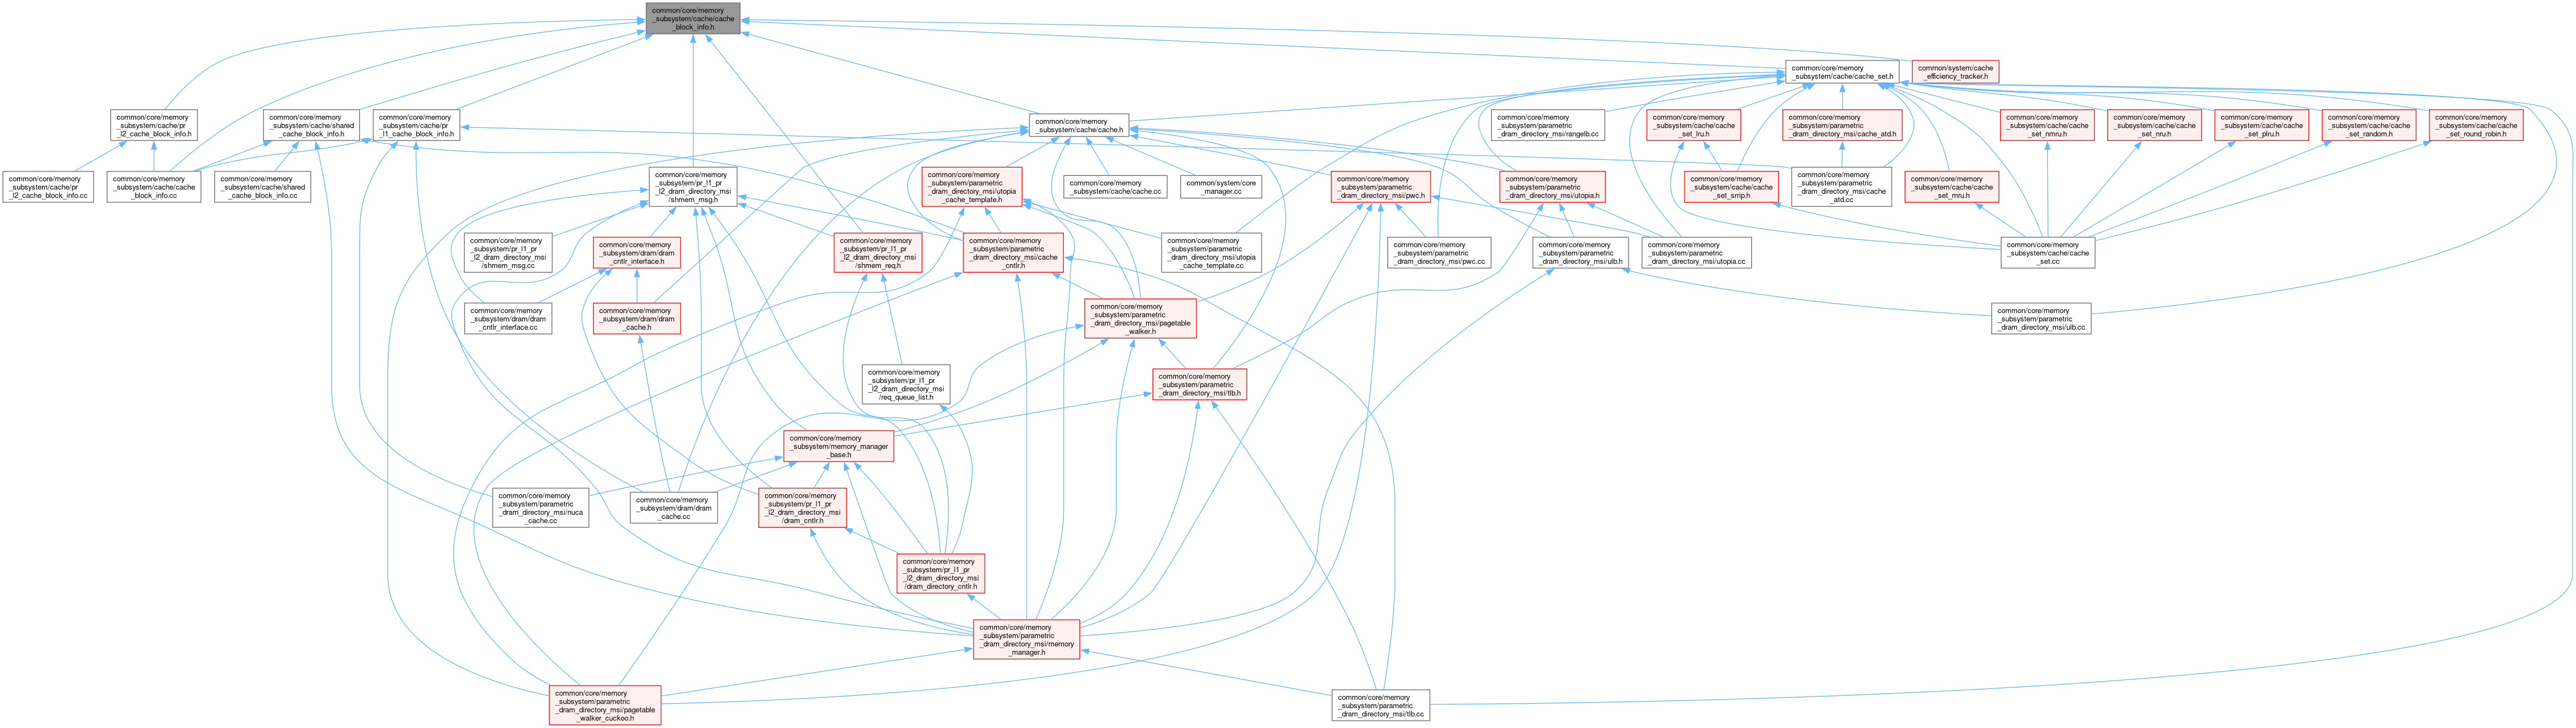 common/core/memory
_subsystem/cache/cache
_block_info.h
common/core/memory
_subsystem/cache/cache_set.h
common/system/cache
_efficiency_tracker.h
common/core/memory
_subsystem/cache/pr
_l2_cache_block_info.h
common/core/memory
_subsystem/cache/shared
_cache_block_info.h
common/core/memory
_subsystem/cache/pr
_l1_cache_block_info.h
common/core/memory
_subsystem/cache/cache.h
common/core/memory
_subsystem/parametric
_dram_directory_msi/rangelb.cc
common/core/memory
_subsystem/cache/cache
_set_lru.h
common/core/memory
_subsystem/parametric
_dram_directory_msi/cache_atd.h
common/core/memory
_subsystem/cache/cache
_set_nmru.h
common/core/memory
_subsystem/cache/cache
_set_nru.h
common/core/memory
_subsystem/cache/cache
_set_plru.h
common/core/memory
_subsystem/cache/cache
_set_random.h
common/core/memory
_subsystem/cache/cache
_set_round_robin.h
common/core/memory
_subsystem/cache/pr
_l2_cache_block_info.cc
common/core/memory
_subsystem/cache/cache
_block_info.cc
common/core/memory
_subsystem/cache/shared
_cache_block_info.cc
common/core/memory
_subsystem/pr_l1_pr
_l2_dram_directory_msi
/shmem_msg.h
common/core/memory
_subsystem/parametric
_dram_directory_msi/utopia
_cache_template.h
common/core/memory
_subsystem/cache/cache.cc
common/system/core
_manager.cc
common/core/memory
_subsystem/parametric
_dram_directory_msi/pwc.h
common/core/memory
_subsystem/parametric
_dram_directory_msi/utopia.h
common/core/memory
_subsystem/cache/cache
_set_srrip.h
common/core/memory
_subsystem/parametric
_dram_directory_msi/cache
_atd.cc
common/core/memory
_subsystem/cache/cache
_set_mru.h
common/core/memory
_subsystem/pr_l1_pr
_l2_dram_directory_msi
/shmem_msg.cc
common/core/memory
_subsystem/dram/dram
_cntlr_interface.h
common/core/memory
_subsystem/pr_l1_pr
_l2_dram_directory_msi
/shmem_req.h
common/core/memory
_subsystem/parametric
_dram_directory_msi/cache
_cntlr.h
common/core/memory
_subsystem/parametric
_dram_directory_msi/utopia
_cache_template.cc
common/core/memory
_subsystem/parametric
_dram_directory_msi/pwc.cc
common/core/memory
_subsystem/parametric
_dram_directory_msi/ulb.h
common/core/memory
_subsystem/parametric
_dram_directory_msi/utopia.cc
common/core/memory
_subsystem/cache/cache
_set.cc
common/core/memory
_subsystem/dram/dram
_cntlr_interface.cc
common/core/memory
_subsystem/dram/dram
_cache.h
common/core/memory
_subsystem/parametric
_dram_directory_msi/pagetable
_walker.h
common/core/memory
_subsystem/parametric
_dram_directory_msi/ulb.cc
common/core/memory
_subsystem/pr_l1_pr
_l2_dram_directory_msi
/req_queue_list.h
common/core/memory
_subsystem/parametric
_dram_directory_msi/tlb.h
common/core/memory
_subsystem/memory_manager
_base.h
common/core/memory
_subsystem/parametric
_dram_directory_msi/nuca
_cache.cc
common/core/memory
_subsystem/dram/dram
_cache.cc
common/core/memory
_subsystem/pr_l1_pr
_l2_dram_directory_msi
/dram_cntlr.h
common/core/memory
_subsystem/pr_l1_pr
_l2_dram_directory_msi
/dram_directory_cntlr.h
common/core/memory
_subsystem/parametric
_dram_directory_msi/memory
_manager.h
common/core/memory
_subsystem/parametric
_dram_directory_msi/pagetable
_walker_cuckoo.h
common/core/memory
_subsystem/parametric
_dram_directory_msi/tlb.cc